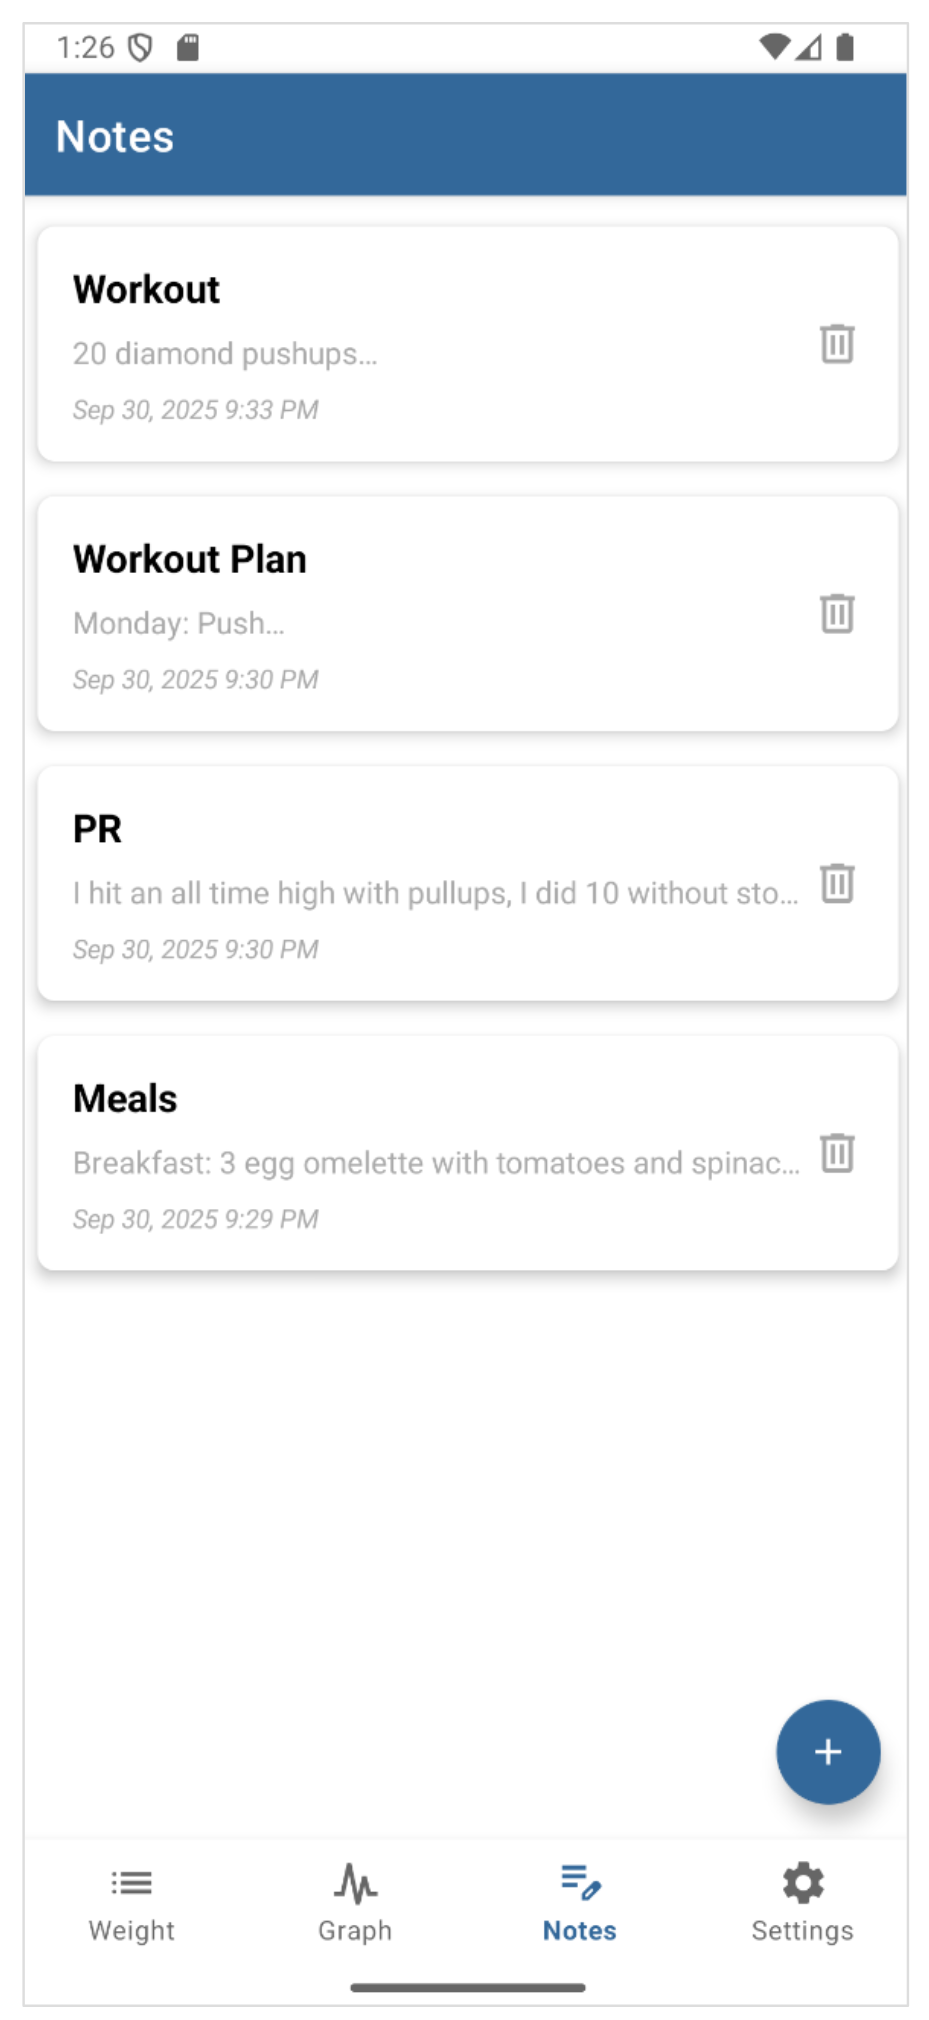 1:26
Notes
Workout
20 diamond pushups...
Sep 30, 2025 9:33 PM
Workout Plan
Monday: Push...
Sep 30, 2025 9:30 PM
PR
I hit an all time high with pullups, I did 10 without sto...
Sep 30, 2025 9:30 PM
Meals
Breakfast: 3 egg omelette with tomatoes and spinac...
Sep 30, 2025 9:29 PM
+
Weight Graph Notes Settings